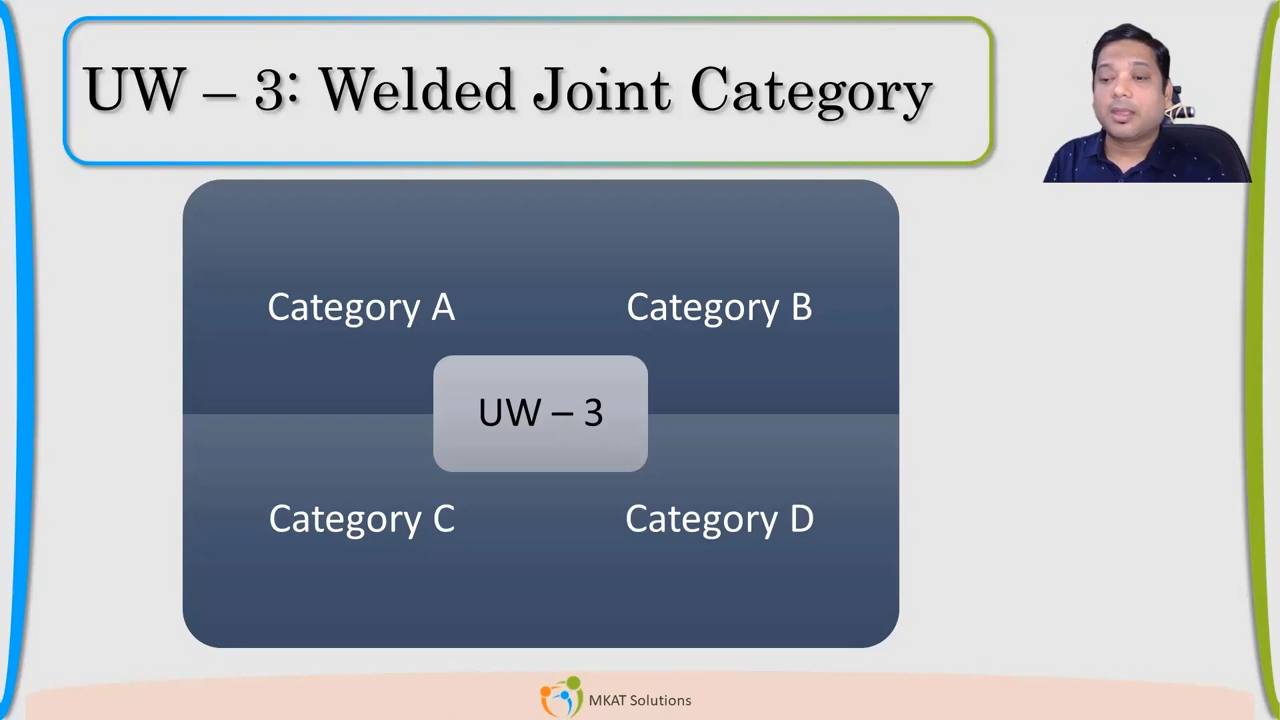 UW – 3: Welded Joint Category
Category A
Category B
UW – 3
Category C
Category D
MKAT Solutions